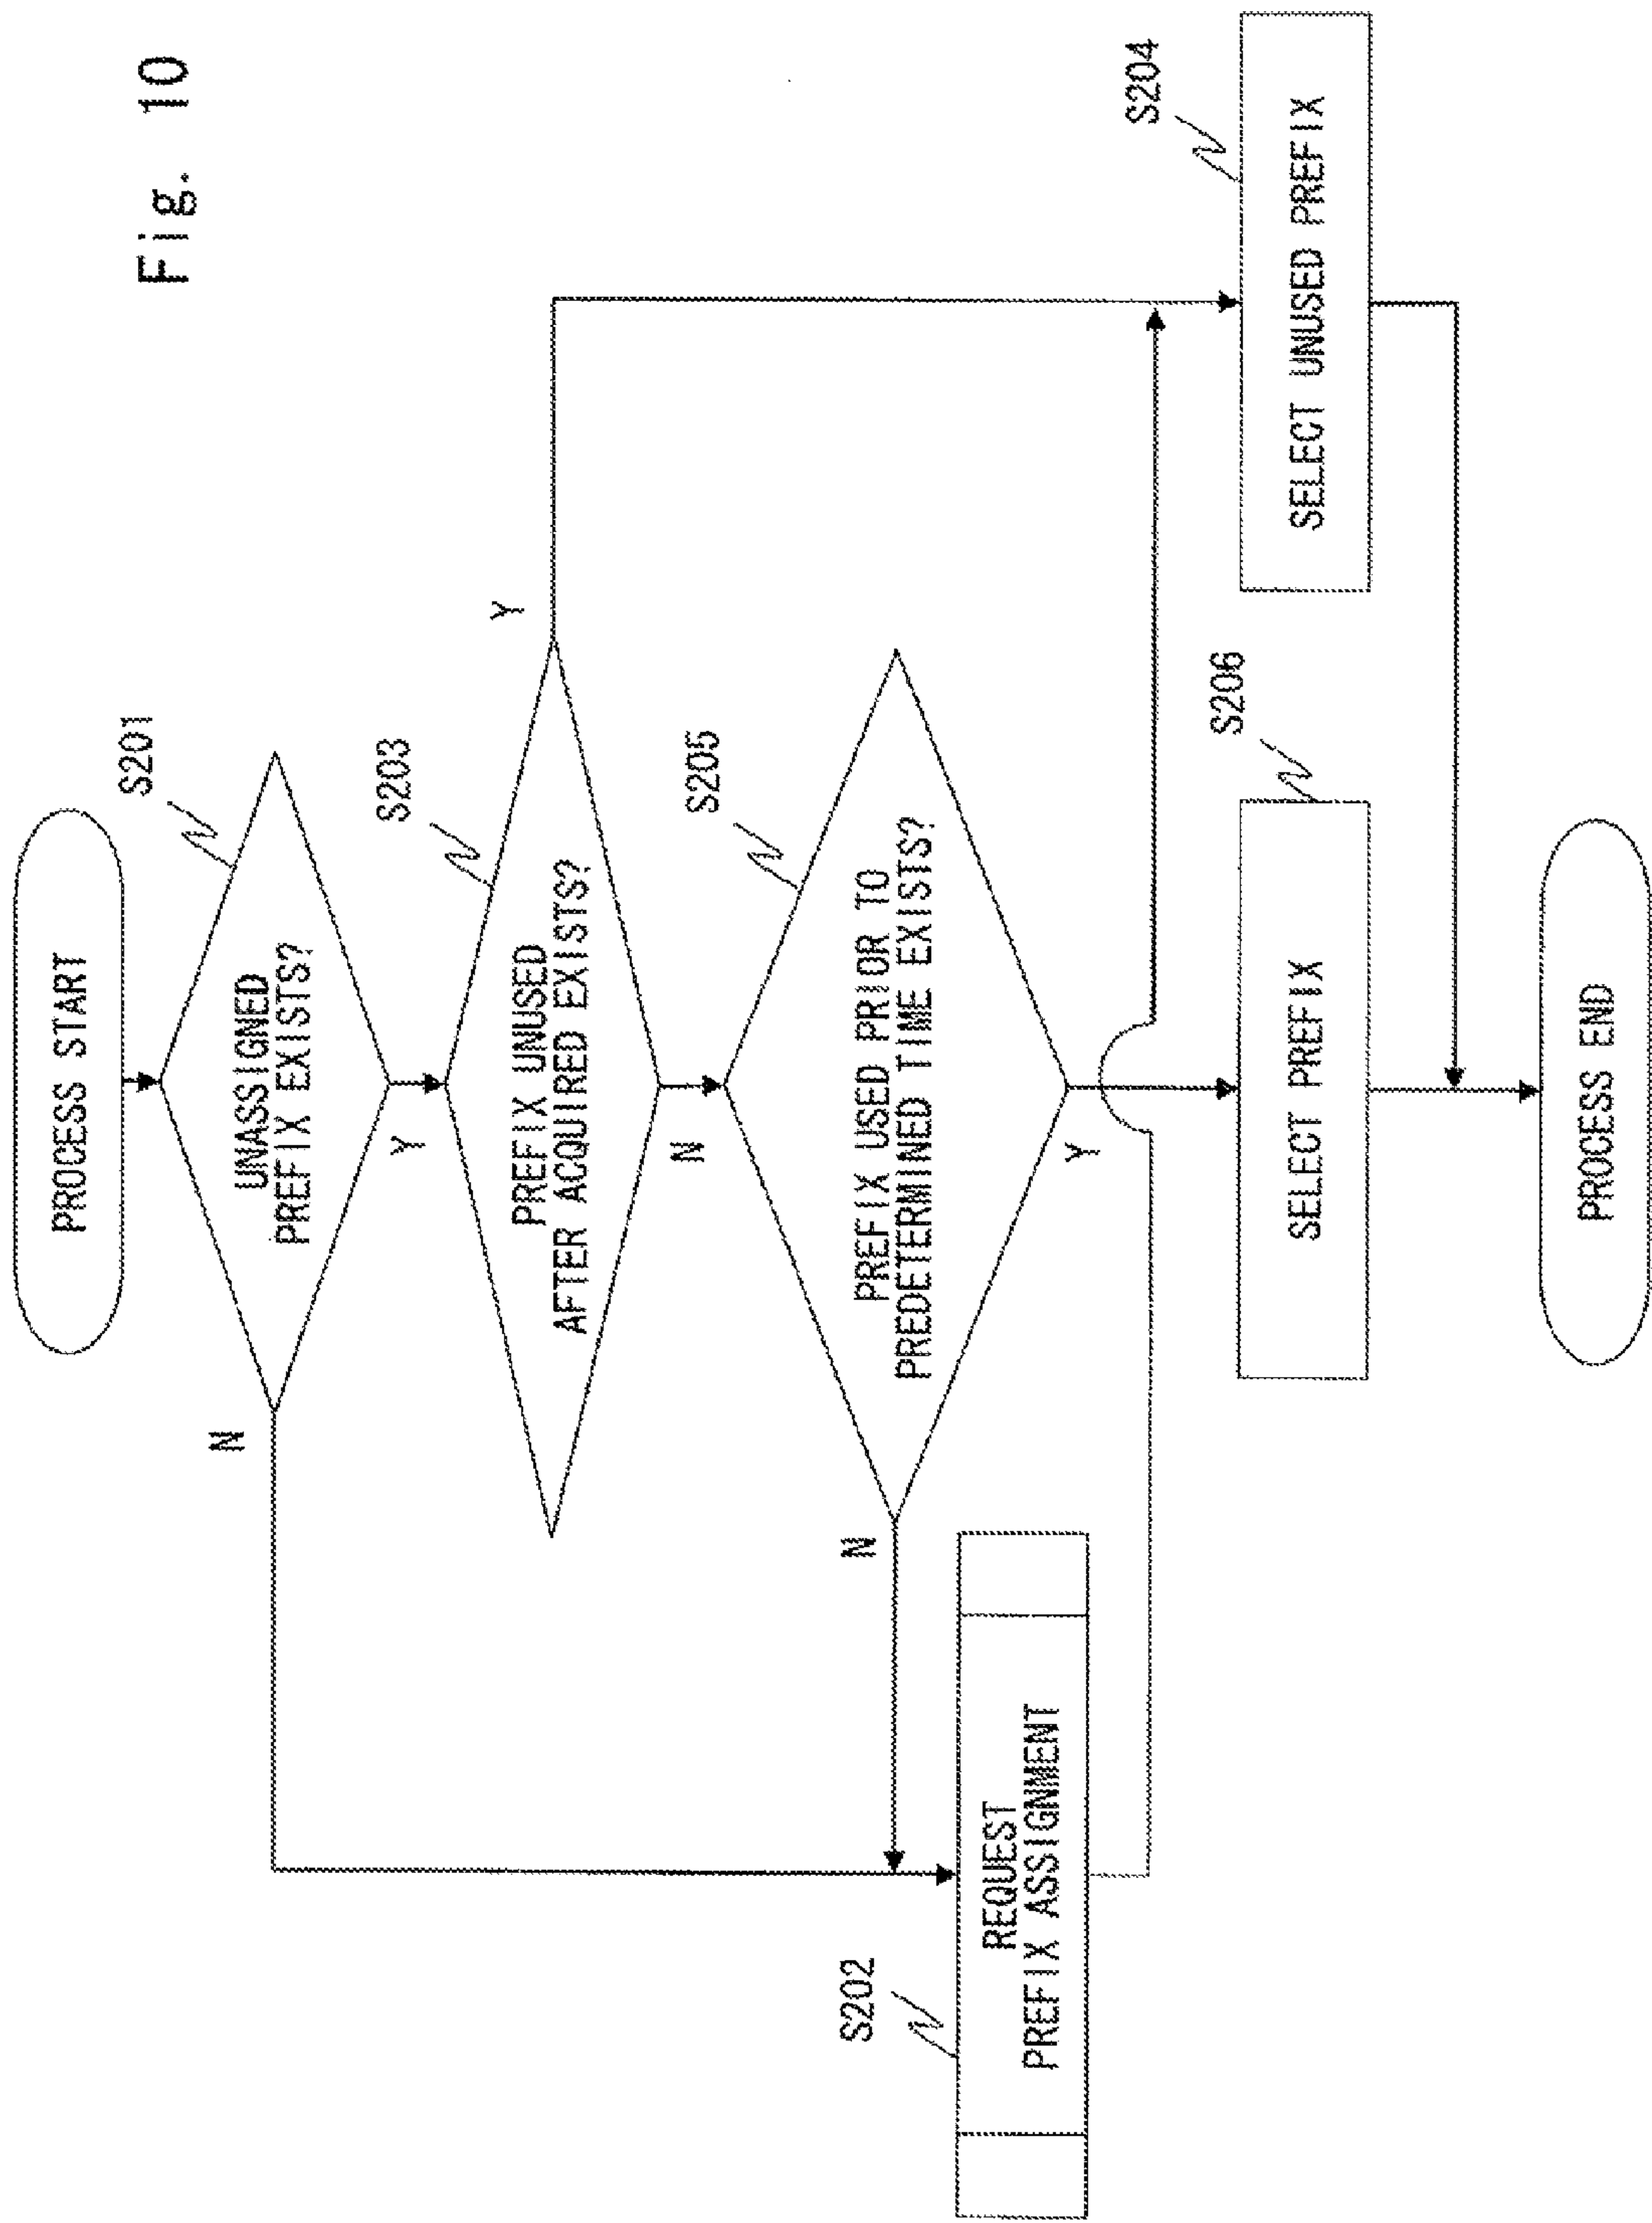 Fig. 10
PROCESS START
S201
UNASSIGNED
PREFIX EXISTS?
N
Y
S203
PREFIX UNUSED
AFTER ACQUIRED EXISTS?
Y
N
S205
PREFIX USED PRIOR TO
PREDETERMINED TIME EXISTS?
N
Y
S202
REQUEST
PREFIX ASSIGNMENT
S206
SELECT PREFIX
S204
SELECT UNUSED PREFIX
PROCESS END